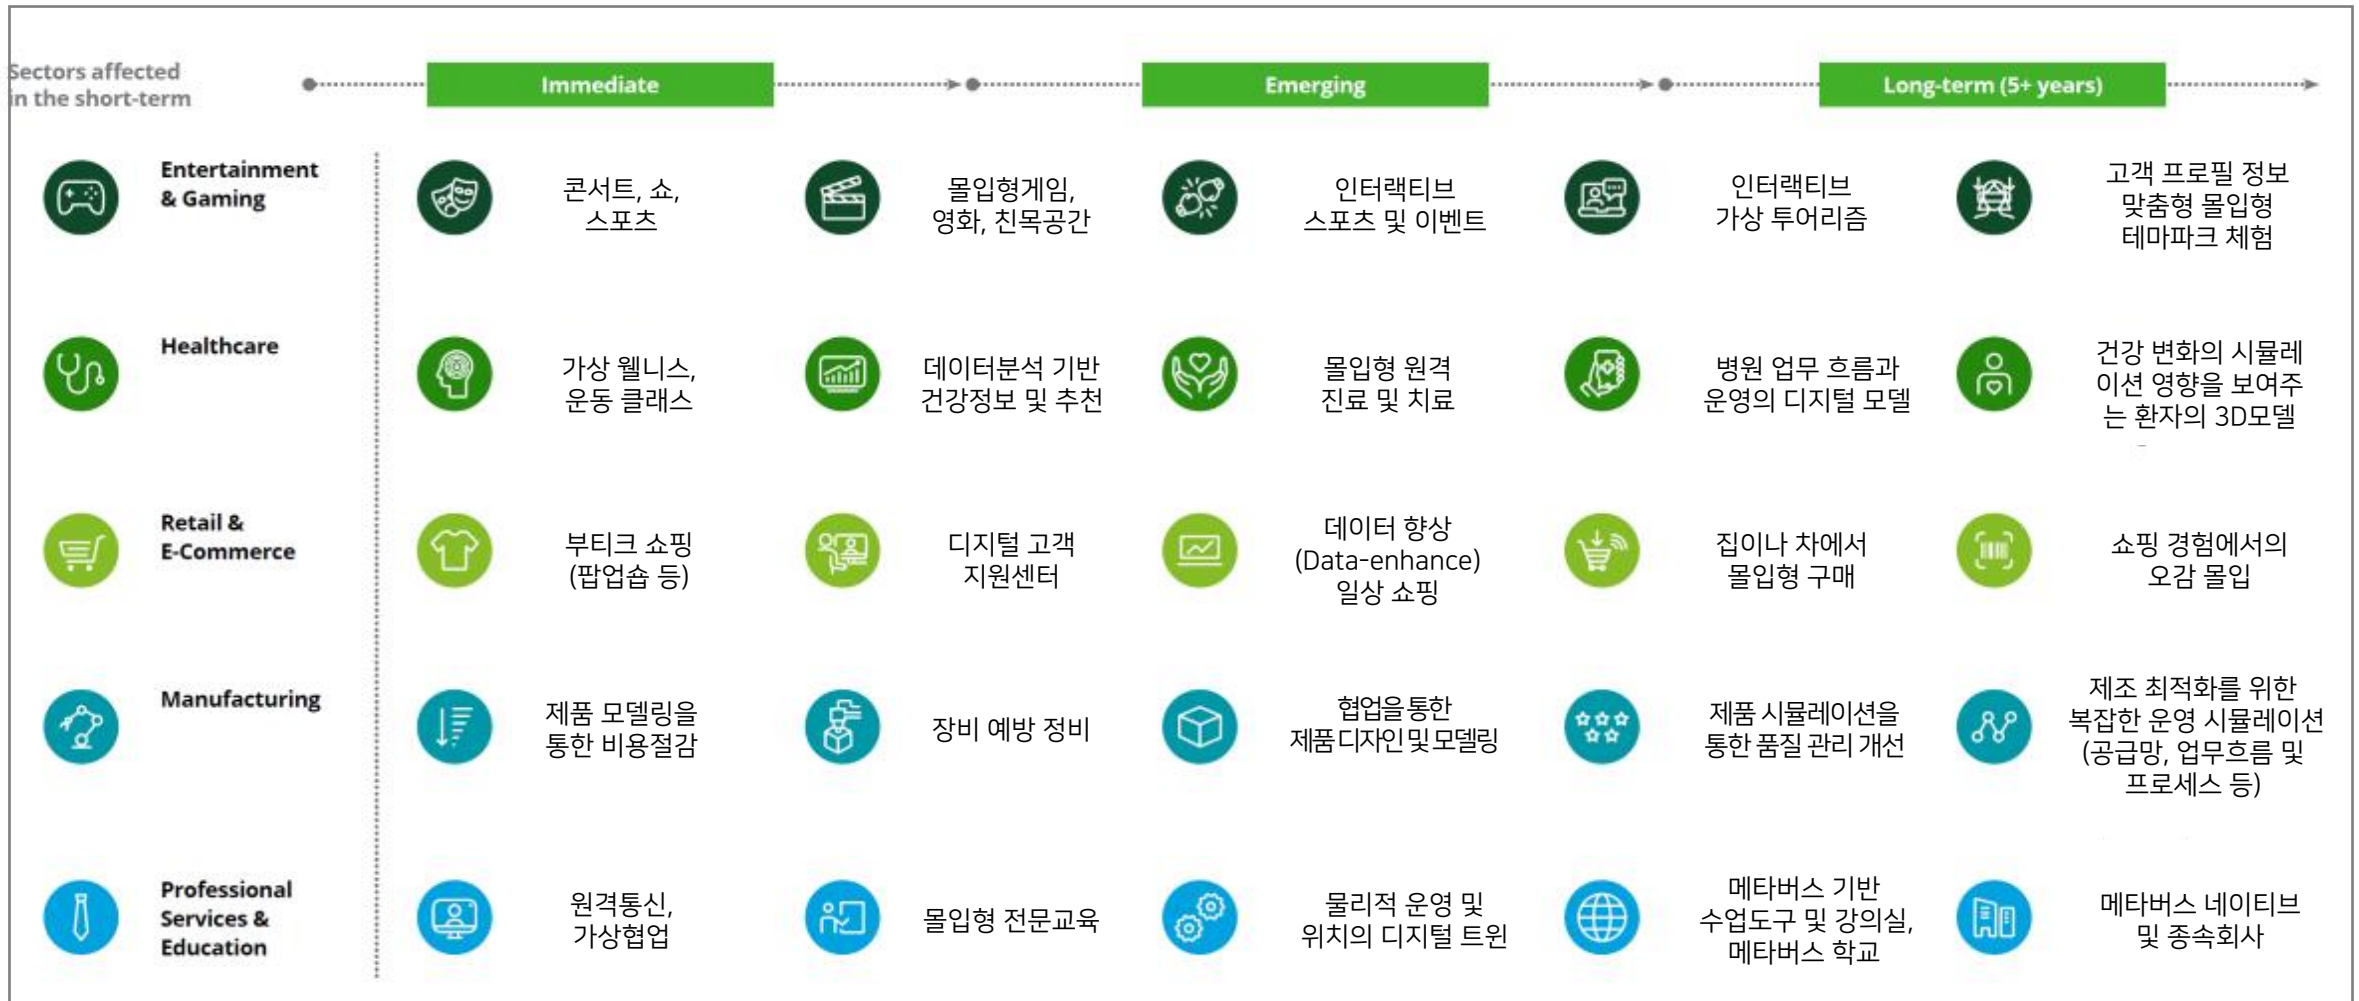 Sectors affected
in the short-term
Immediate
Emerging
Long-term (5+ years)
Entertainment
& Gaming
콘서트, 쇼,
스포츠
몰입형게임,
영화, 친목공간
인터랙티브
스포츠 및 이벤트
인터랙티브
가상 투어리즘
고객 프로필 정보
맞춤형 몰입형
테마파크 체험
Healthcare
가상 웰니스,
운동 클래스
데이터분석 기반
건강정보 및 추천
몰입형 원격
진료 및 치료
병원 업무 흐름과
운영의 디지털 모델
건강 변화의 시뮬레
이션 영향을 보여주
는 환자의 3D모델
Retail &
E-Commerce
부티크 쇼핑
(팝업숍 등)
디지털 고객
지원센터
데이터 향상
(Data-enhance)
일상 쇼핑
집이나 차에서
몰입형 구매
쇼핑 경험에서의
오감 몰입
Manufacturing
제품 모델링을
통한 비용절감
장비 예방 정비
협업을 통한
제품 디자인 및 모델링
제품 시뮬레이션을
통한 품질 관리 개선
제조 최적화를 위한
복잡한 운영 시뮬레이션
(공급망, 업무흐름 및
프로세스 등)
Professional
Services &
Education
원격통신,
가상협업
몰입형 전문교육
물리적 운영 및
위치의 디지털 트윈
메타버스 기반
수업도구 및 강의실,
메타버스 학교
메타버스 네이티브
및 종속회사